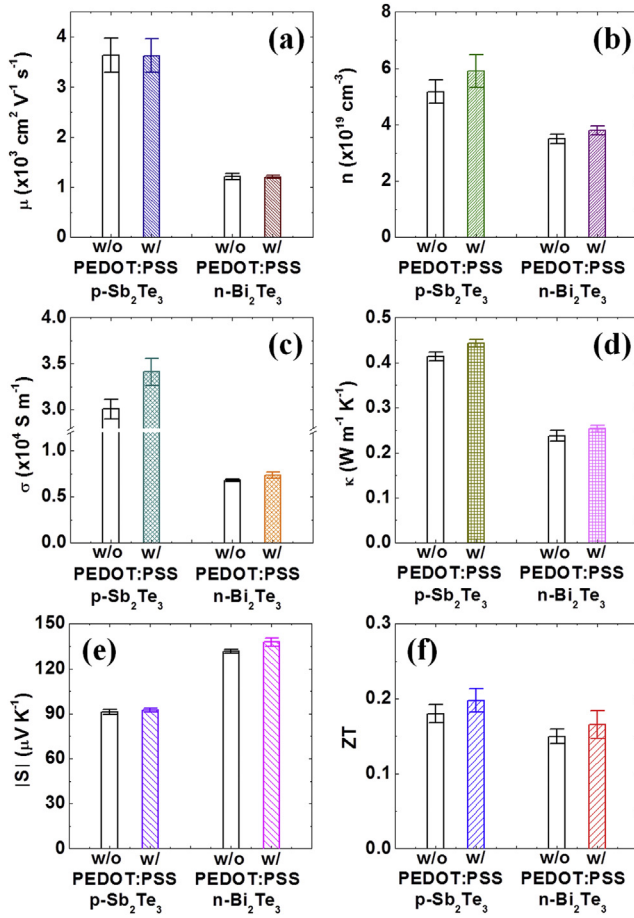 (a)
μ (x10³ cm² V⁻¹ s⁻¹)
4
3
2
1
0
w/o w/ w/o w/
PEDOT:PSS PEDOT:PSS
p-Sb₂Te₃ n-Bi₂Te₃
(b)
n (x10¹⁹ cm⁻³)
8
6
4
2
0
w/o w/ w/o w/
PEDOT:PSS PEDOT:PSS
p-Sb₂Te₃ n-Bi₂Te₃
(c)
σ (x10⁴ S m⁻¹)
4.0
3.5
3.0
0.5
0.0
w/o w/ w/o w/
PEDOT:PSS PEDOT:PSS
p-Sb₂Te₃ n-Bi₂Te₃
(d)
κ (W m⁻¹ K⁻¹)
0.5
0.4
0.3
0.2
0.1
0.0
w/o w/ w/o w/
PEDOT:PSS PEDOT:PSS
p-Sb₂Te₃ n-Bi₂Te₃
(e)
|S| (μV K⁻¹)
150
120
90
60
30
0
w/o w/ w/o w/
PEDOT:PSS PEDOT:PSS
p-Sb₂Te₃ n-Bi₂Te₃
(f)
ZT
0.3
0.2
0.1
0.0
w/o w/ w/o w/
PEDOT:PSS PEDOT:PSS
p-Sb₂Te₃ n-Bi₂Te₃